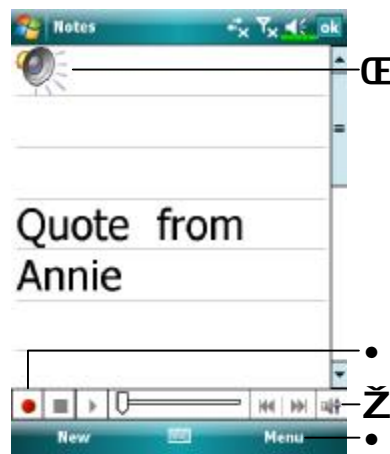 Notes ok
Œ
Quote from
Annie
•
Ž
New Menu •